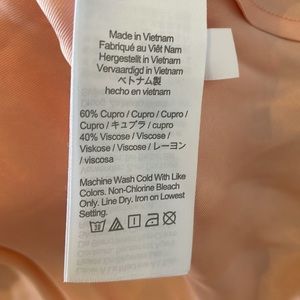 Made in Vietnam
Fabriqué au Viêt Nam
Hergestellt in Vietnam
Vervaardigd in Vietnam
ベトナム製
hecho en vietnam
60% Cupro / Cupro / Cupro /
Cupro / キュプラ / cupro
40% Viscose / Viscose /
Viskose / Viscose / レーヨン
/ viscosa
Machine Wash Cold With Like
Colors. Non-Chlorine Bleach
Only. Line Dry. Iron on Lowest
Setting.